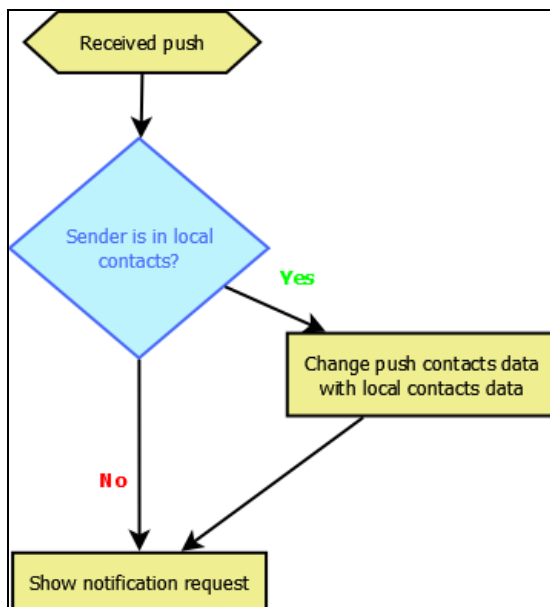 Received push
Sender is in local
contacts?
Yes
Change push contacts data
with local contacts data
No
Show notification request